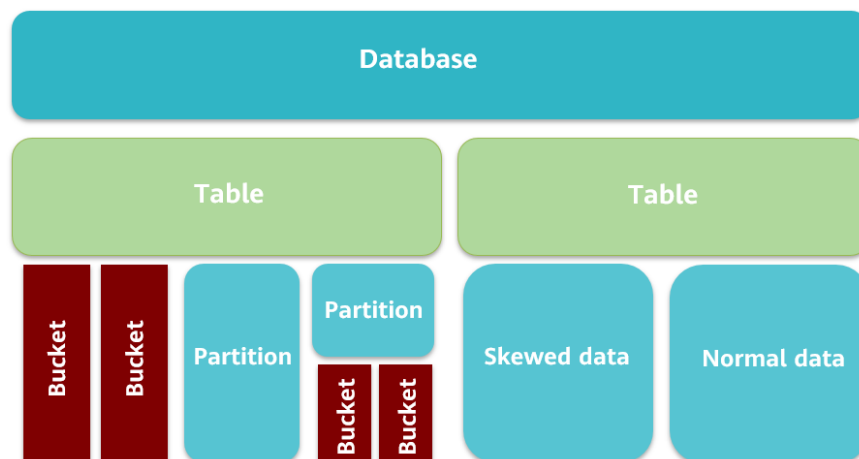 Database
Table
Table
Bucket
Bucket
Partition
Partition
Bucket
Bucket
Skewed data
Normal data